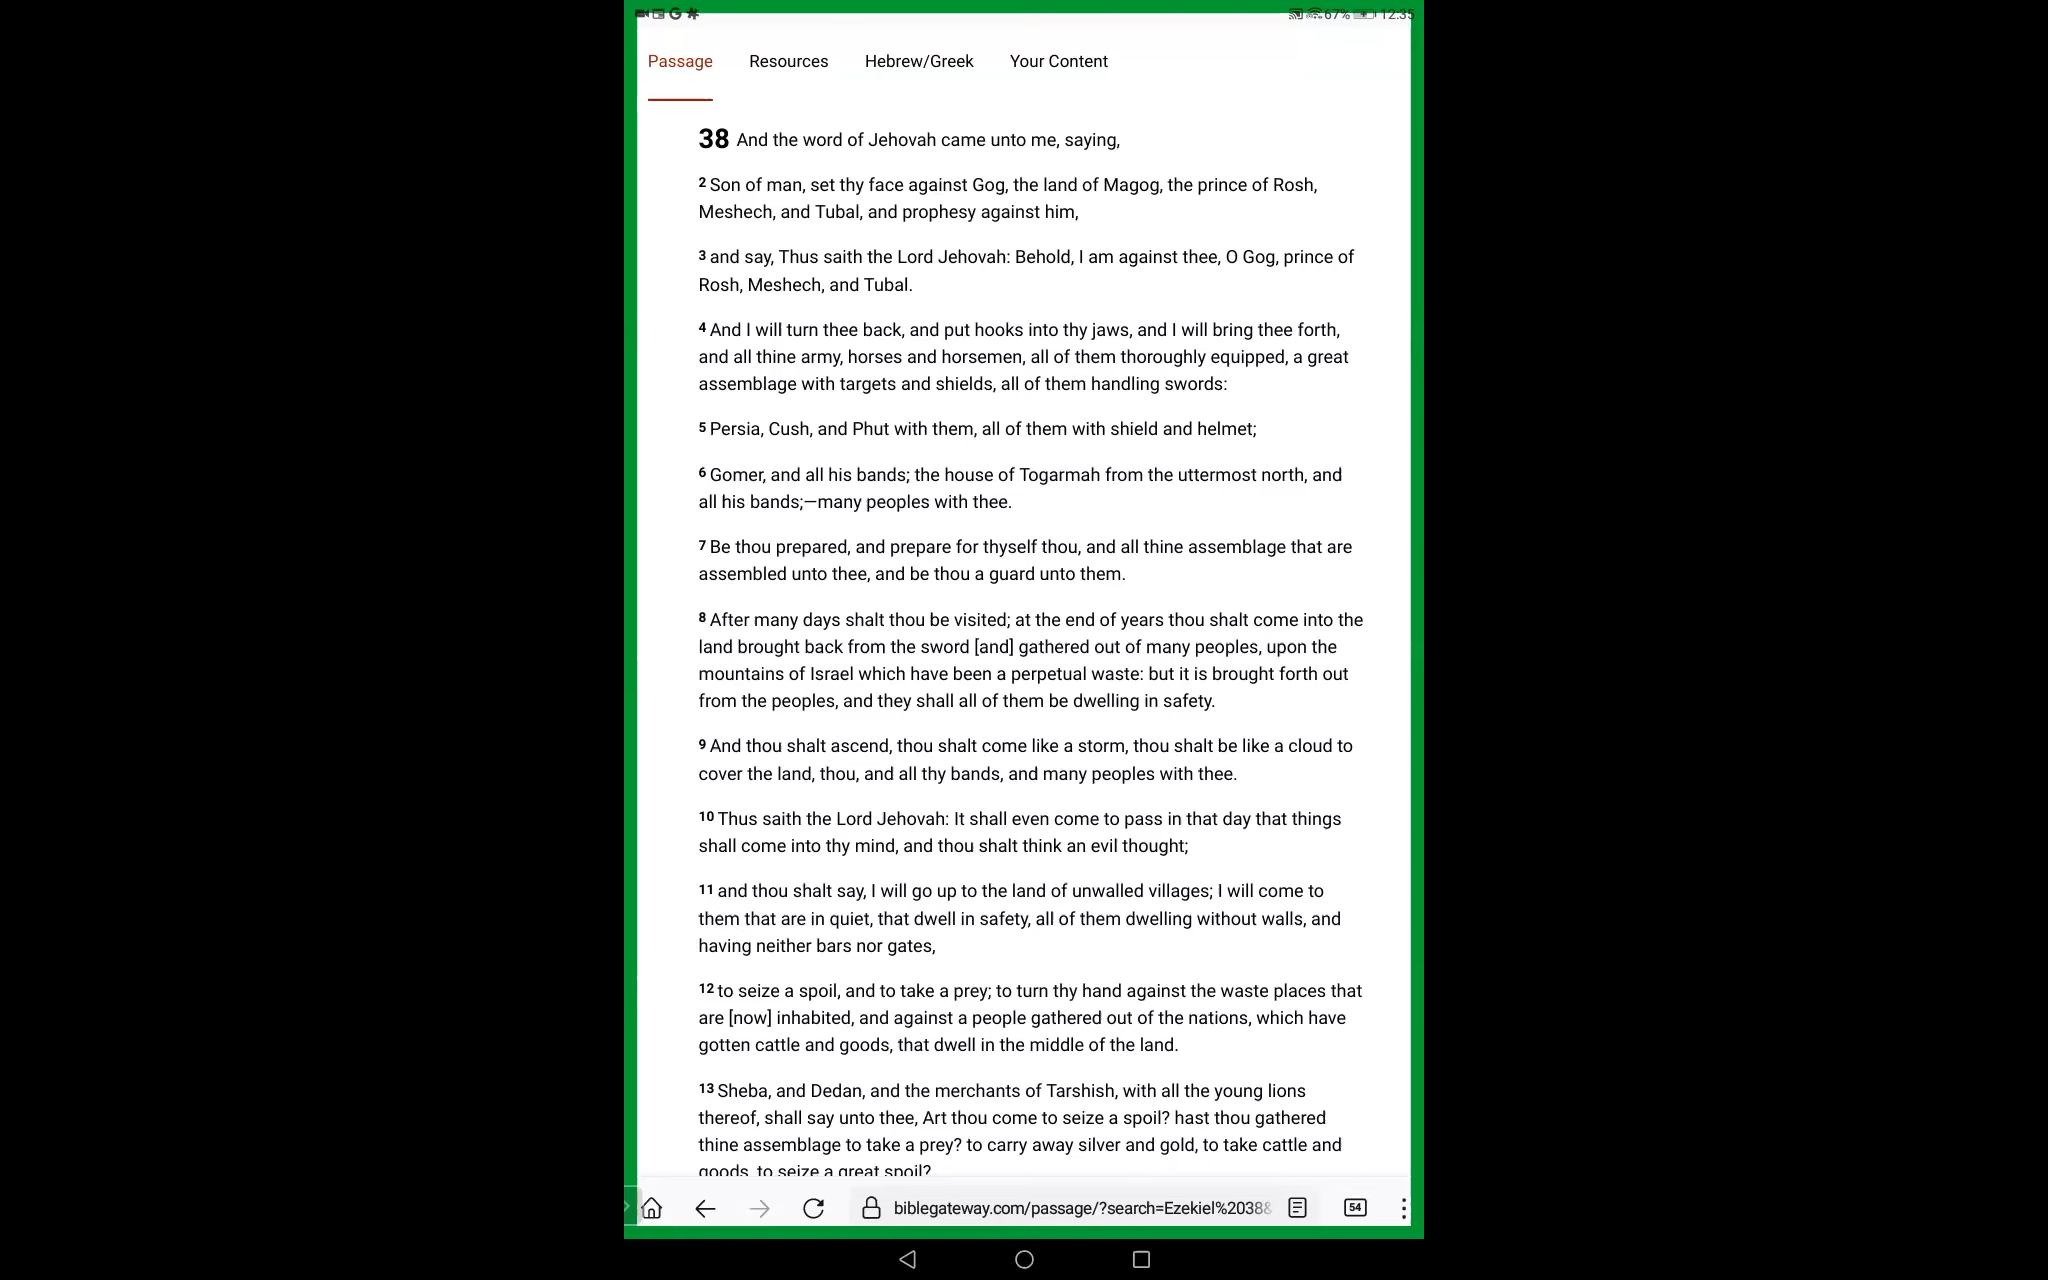 67% 12:35
Passage Resources Hebrew/Greek Your Content
38 And the word of Jehovah came unto me, saying,
2 Son of man, set thy face against Gog, the land of Magog, the prince of Rosh,
Meshech, and Tubal, and prophesy against him,
3 and say, Thus saith the Lord Jehovah: Behold, I am against thee, O Gog, prince of
Rosh, Meshech, and Tubal.
4 And I will turn thee back, and put hooks into thy jaws, and I will bring thee forth,
and all thine army, horses and horsemen, all of them thoroughly equipped, a great
assemblage with targets and shields, all of them handling swords:
5 Persia, Cush, and Phut with them, all of them with shield and helmet;
6 Gomer, and all his bands; the house of Togarmah from the uttermost north, and
all his bands;—many peoples with thee.
7 Be thou prepared, and prepare for thyself thou, and all thine assemblage that are
assembled unto thee, and be thou a guard unto them.
8 After many days shalt thou be visited; at the end of years thou shalt come into the
land brought back from the sword [and] gathered out of many peoples, upon the
mountains of Israel which have been a perpetual waste: but it is brought forth out
from the peoples, and they shall all of them be dwelling in safety.
9 And thou shalt ascend, thou shalt come like a storm, thou shalt be like a cloud to
cover the land, thou, and all thy bands, and many peoples with thee.
10 Thus saith the Lord Jehovah: It shall even come to pass in that day that things
shall come into thy mind, and thou shalt think an evil thought;
11 and thou shalt say, I will go up to the land of unwalled villages; I will come to
them that are in quiet, that dwell in safety, all of them dwelling without walls, and
having neither bars nor gates,
12 to seize a spoil, and to take a prey; to turn thy hand against the waste places that
are [now] inhabited, and against a people gathered out of the nations, which have
gotten cattle and goods, that dwell in the middle of the land.
13 Sheba, and Dedan, and the merchants of Tarshish, with all the young lions
thereof, shall say unto thee, Art thou come to seize a spoil? hast thou gathered
thine assemblage to take a prey? to carry away silver and gold, to take cattle and
goods, to seize a great spoil?
biblegateway.com/passage/?search=Ezekiel%2038& 54